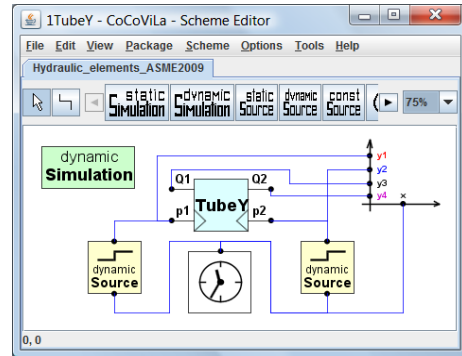 1TubeY - CoCoViLa - Scheme Editor
File Edit View Package Scheme Options Tools Help
Hydraulic_elements_ASME2009
static Simulation dynamic Simulation static Source dynamic Source const Source ( 75%
dynamic
Simulation
y1
y2
y3
y4
x
Q1 Q2
p1 TubeY p2
dynamic
Source
dynamic
Source
0, 0